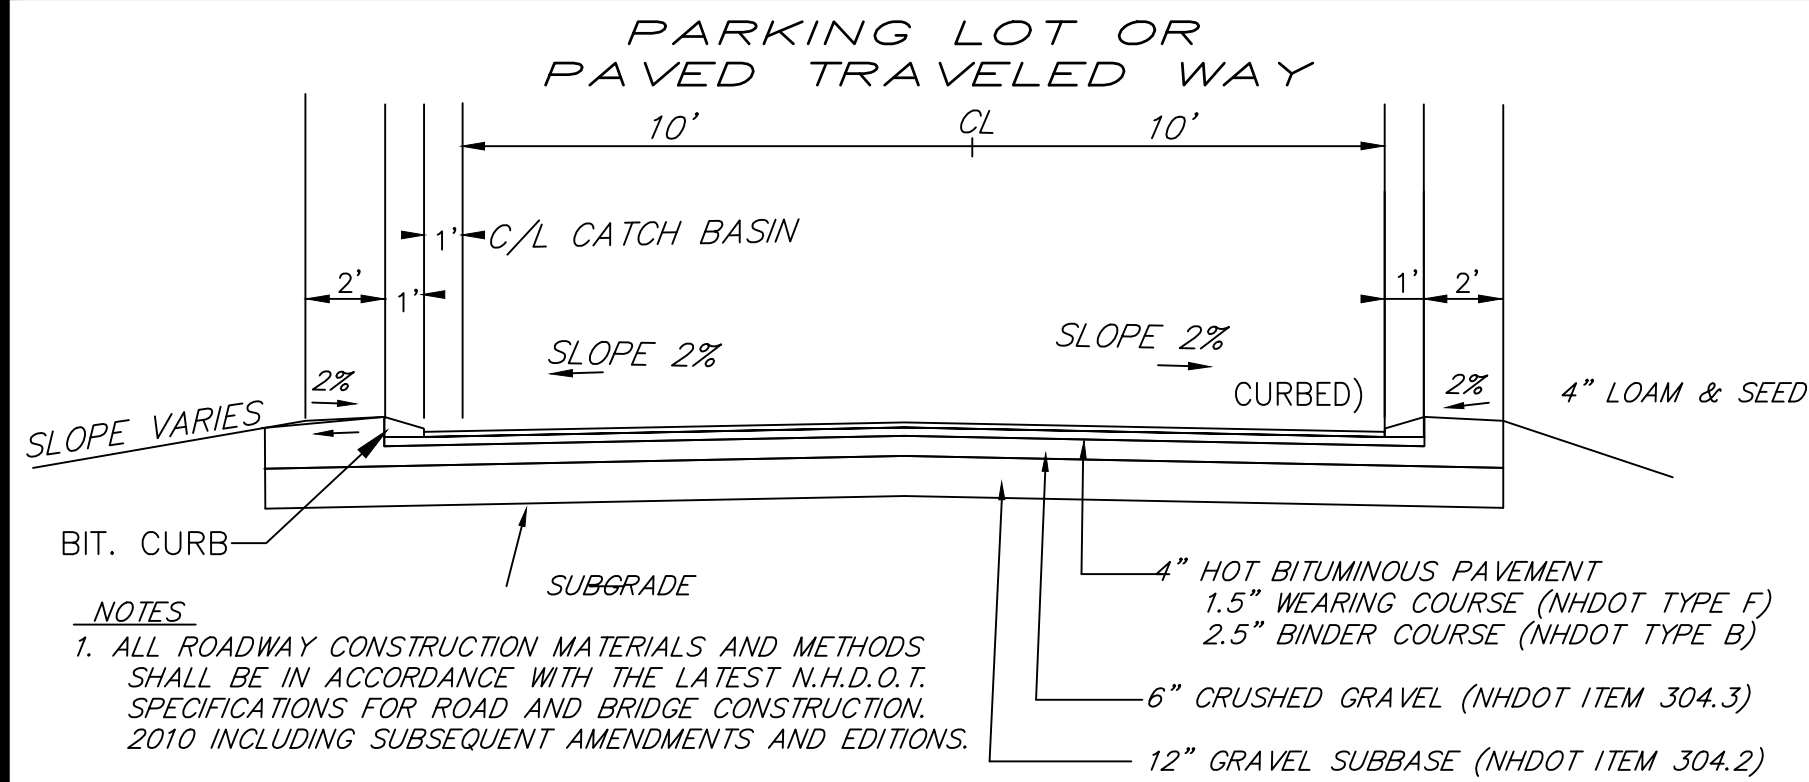 PARKING LOT OR
PAVED TRAVELED WAY
10' CL 10'
1' C/L CATCH BASIN
2' 1' 1' 2'
SLOPE 2% SLOPE 2%
2% CURBED) 2% 4" LOAM & SEED
SLOPE VARIES
BIT. CURB
SUBGRADE
4" HOT BITUMINOUS PAVEMENT
1.5" WEARING COURSE (NHDOT TYPE F)
2.5" BINDER COURSE (NHDOT TYPE B)
6" CRUSHED GRAVEL (NHDOT ITEM 304.3)
12" GRAVEL SUBBASE (NHDOT ITEM 304.2)
NOTES
1. ALL ROADWAY CONSTRUCTION MATERIALS AND METHODS
SHALL BE IN ACCORDANCE WITH THE LATEST N.H.D.O.T.
SPECIFICATIONS FOR ROAD AND BRIDGE CONSTRUCTION.
2010 INCLUDING SUBSEQUENT AMENDMENTS AND EDITIONS.